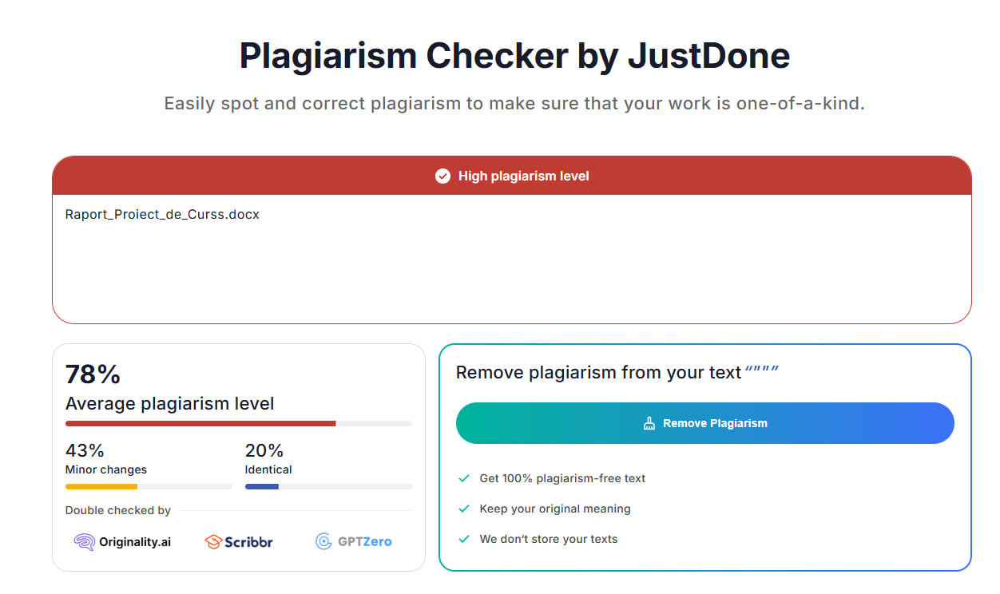 Plagiarism Checker by JustDone
Easily spot and correct plagiarism to make sure that your work is one-of-a-kind.
High plagiarism level
Raport_Proiect_de_Curss.docx
78%
Average plagiarism level
43%
Minor changes
20%
Identical
Double checked by
Originality.ai
Scribbr
GPTZero
Remove plagiarism from your text “"""
Remove Plagiarism
Get 100% plagiarism-free text
Keep your original meaning
We don't store your texts